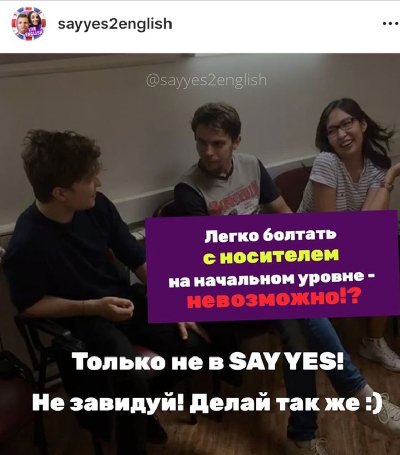 sayyes2english
@sayyes2english
Легко болтать
с носителем
на начальном уровне -
невозможно!?
Только не в SAY YES!
Не завидуй! Делай так же :)